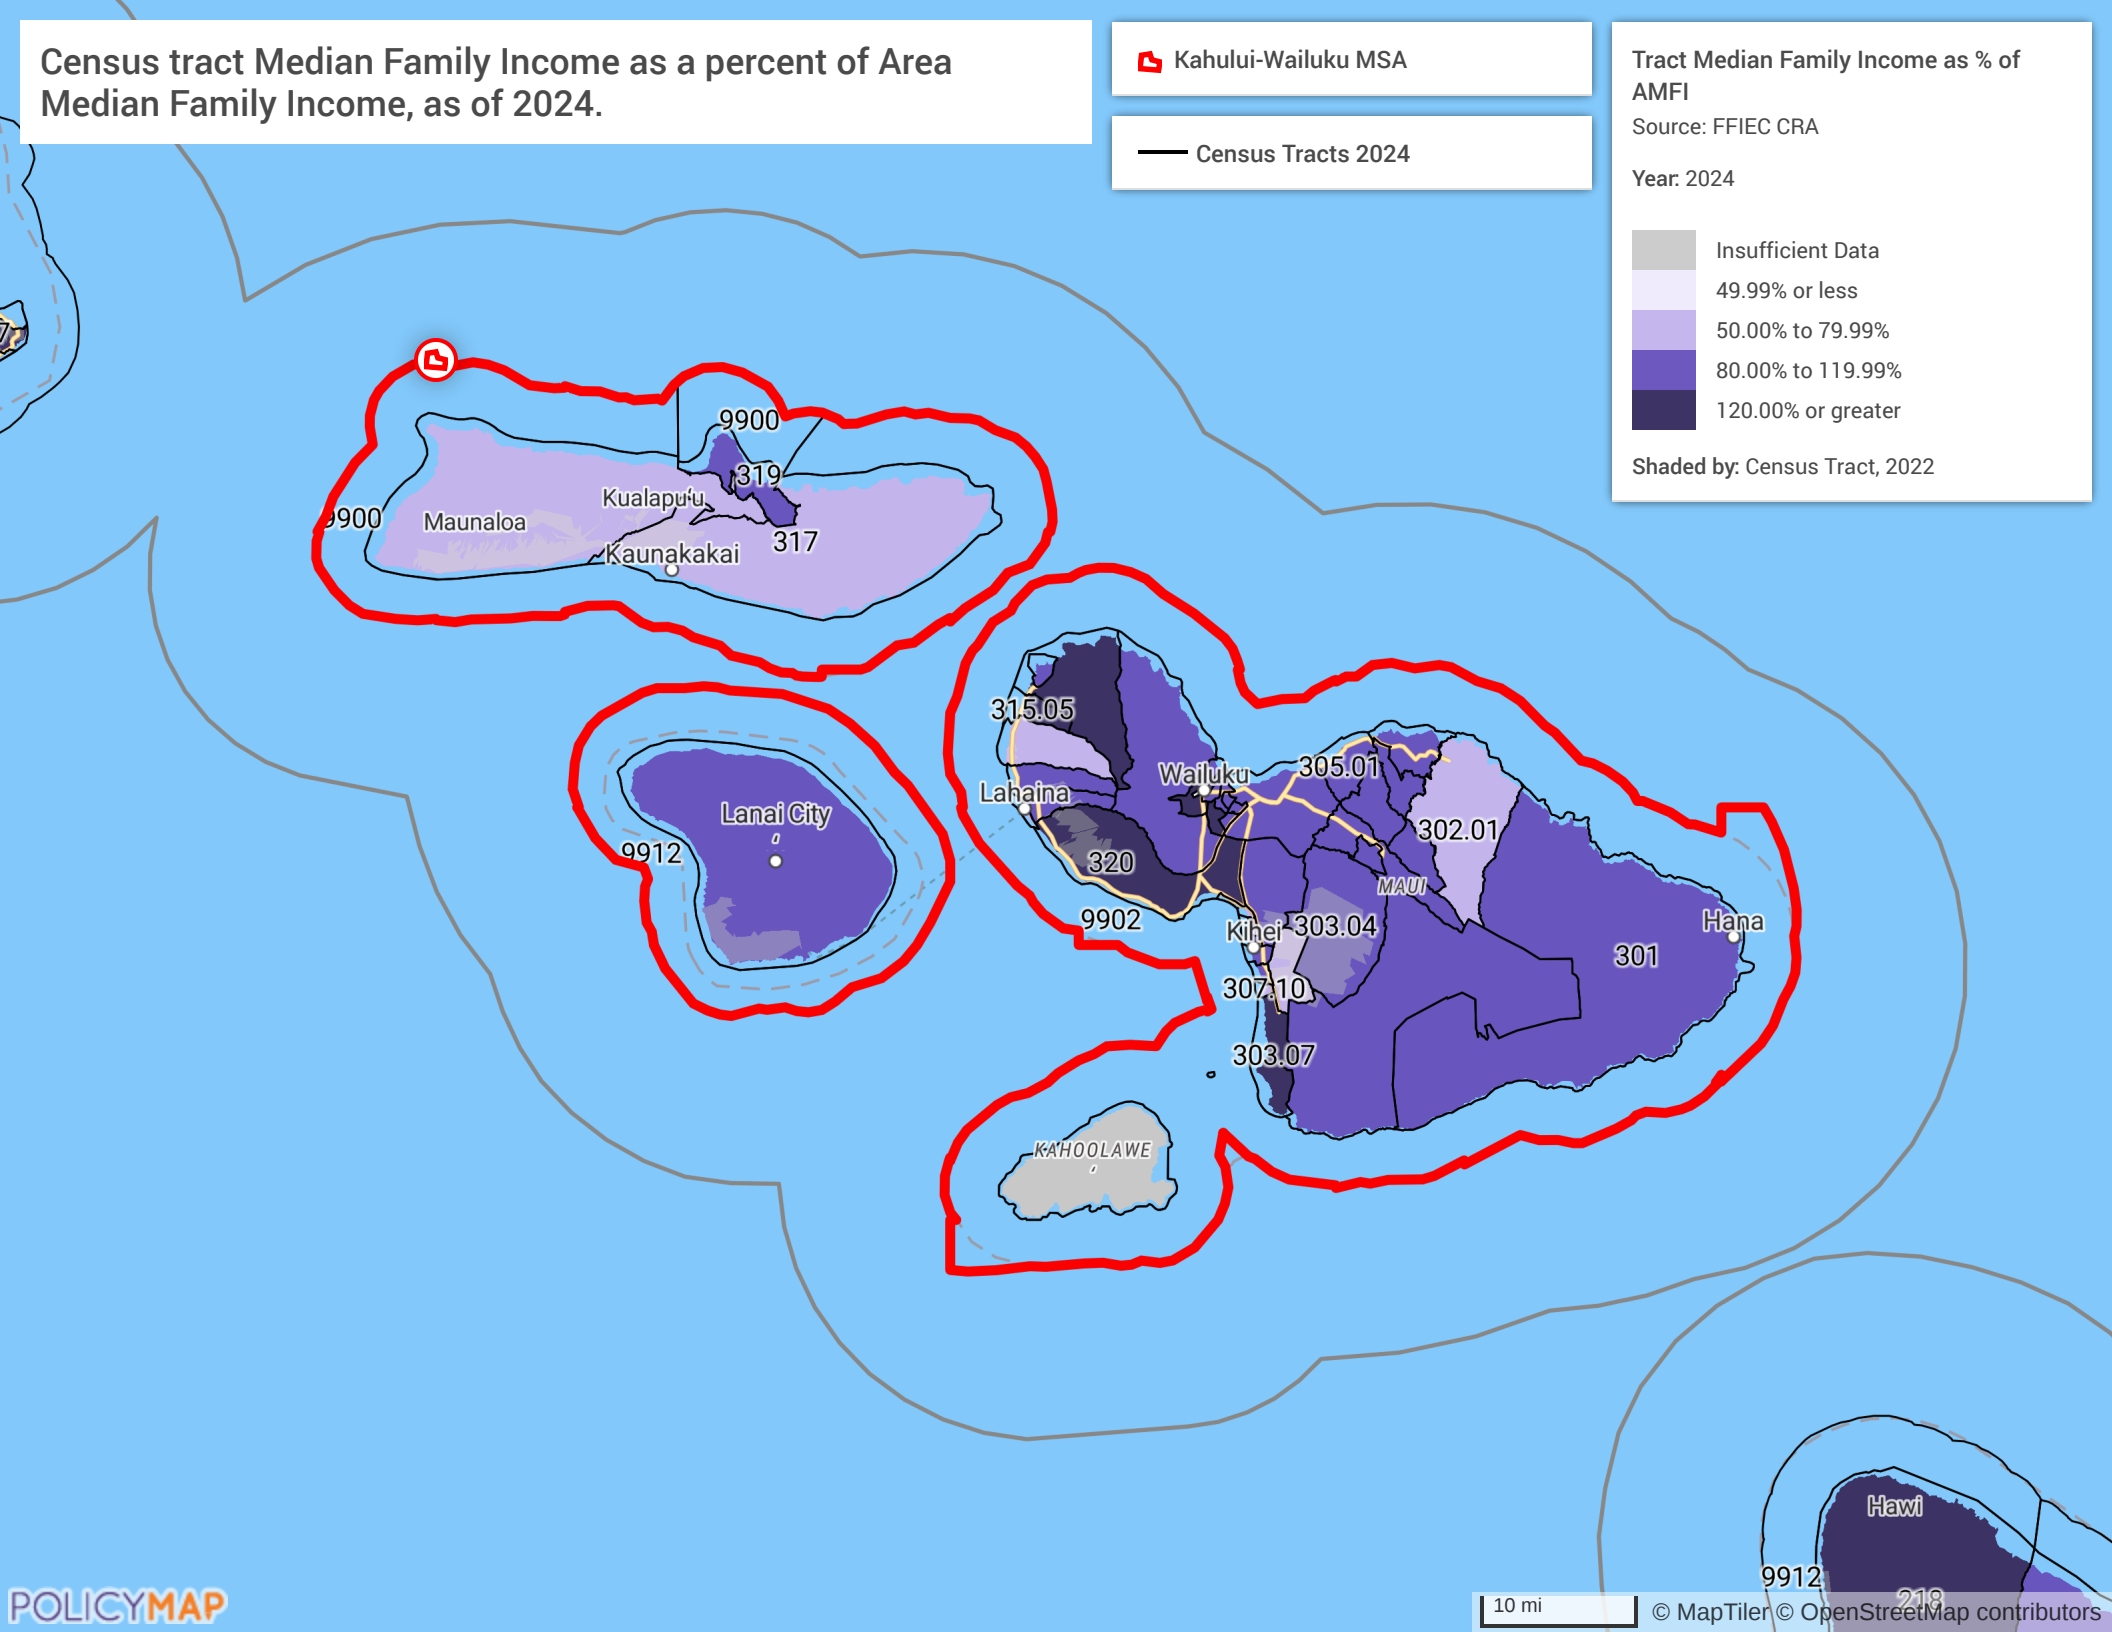 Census tract Median Family Income as a percent of Area
Median Family Income, as of 2024.
Kahului-Wailuku MSA
Census Tracts 2024
Tract Median Family Income as % of
AMFI
Source: FFIEC CRA
Year: 2024
Insufficient Data
49.99% or less
50.00% to 79.99%
80.00% to 119.99%
120.00% or greater
Shaded by: Census Tract, 2022
7
9900
319
Kualapuʻu
9900
Maunaloa
317
Kaunakakai
315.05
Wailuku
305.01
Lahaina
Lanai City
302.01
9912
320
MAUI
9902
Kihei
303.04
Hana
301
307.10
303.07
KAHOOLAWE
Hawi
9912
218
POLICYMAP
10 mi
© MapTiler © OpenStreetMap contributors